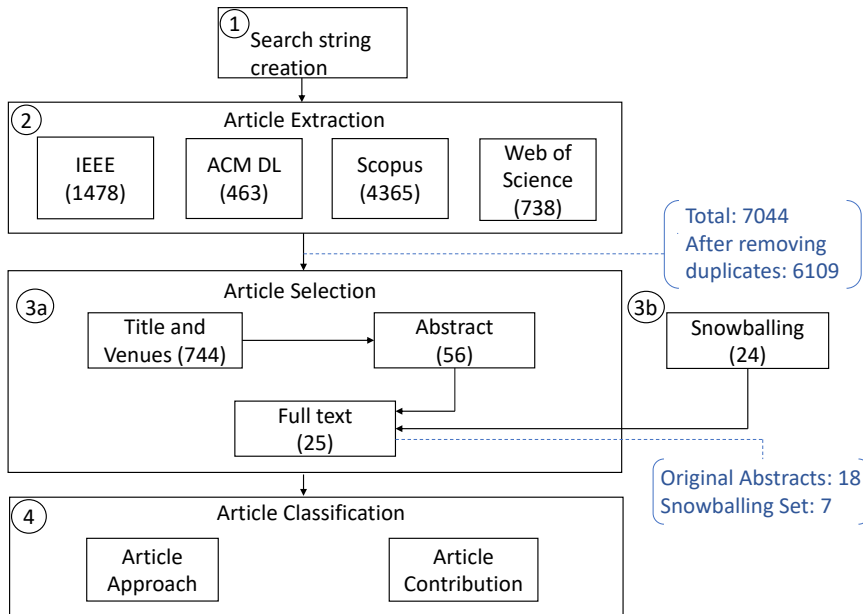 1
Search string
creation
2
Article Extraction
IEEE
(1478)
ACM DL
(463)
Scopus
(4365)
Web of
Science
(738)
Total: 7044
After removing
duplicates: 6109
3a
Article Selection
Title and
Venues (744)
Abstract
(56)
Full text
(25)
3b
Snowballing
(24)
Original Abstracts: 18
Snowballing Set: 7
4
Article Classification
Article
Approach
Article
Contribution